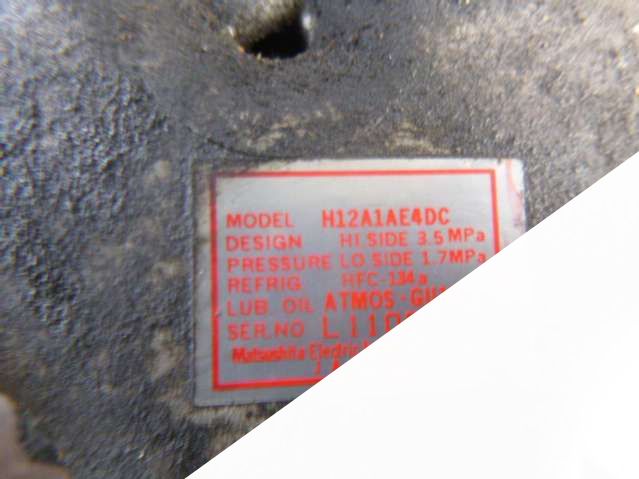 MODEL H12A1AE4DC
DESIGN HI SIDE 3.5 MPa
PRESSURE LO SIDE 1.7MPa
REFRIG HFC-134a
LUB. OIL ATMOS
SER.NO
Matsushita Electric